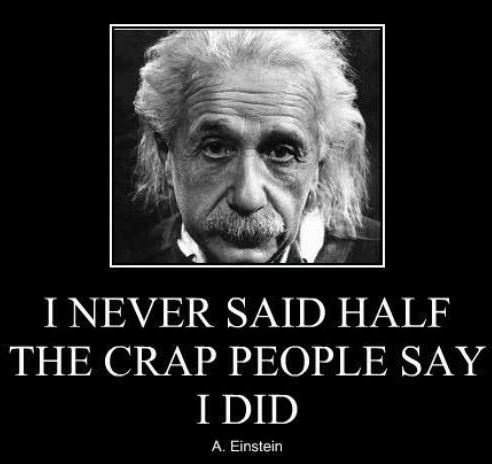 I NEVER SAID HALF
THE CRAP PEOPLE SAY
I DID
A. Einstein